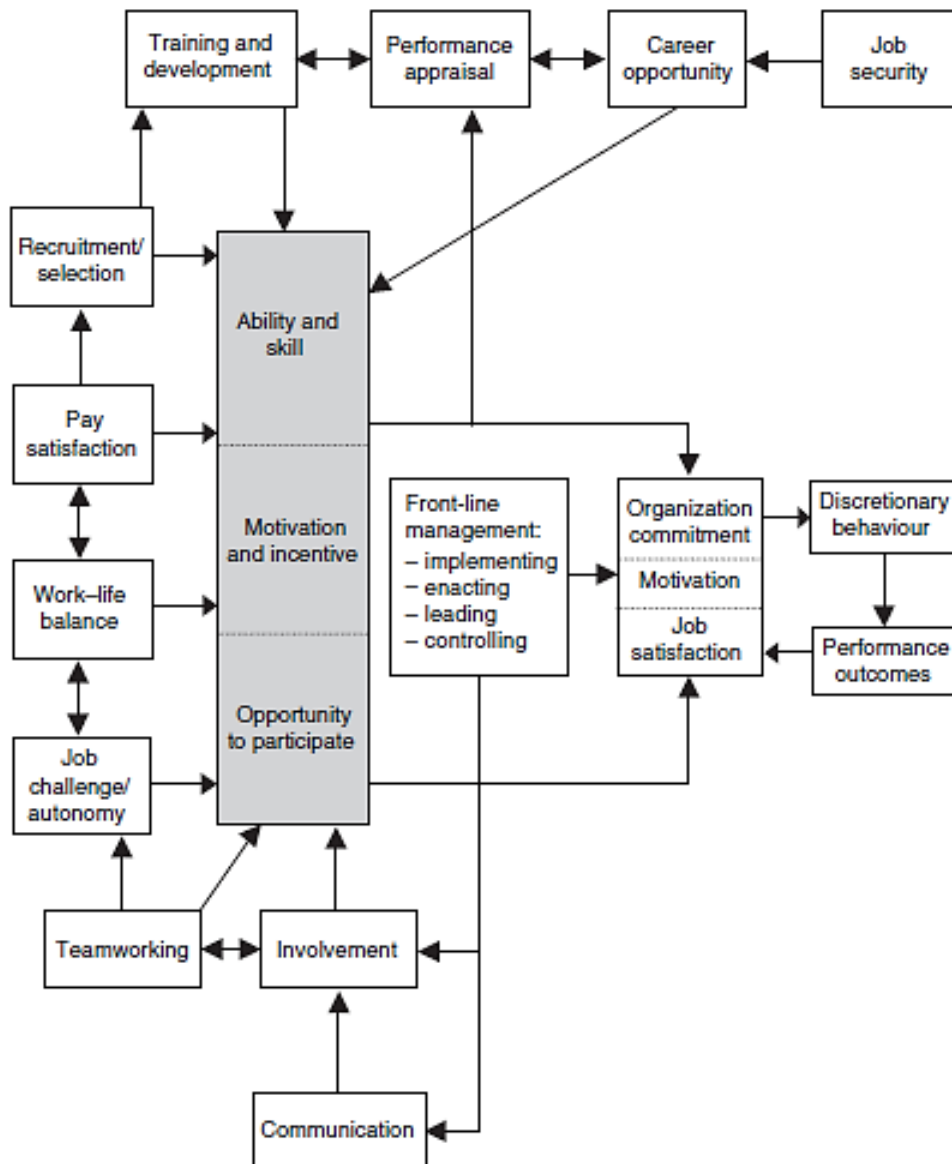 Training and
development
Performance
appraisal
Career
opportunity
Job
security
Recruitment/
selection
Ability and
skill
Pay
satisfaction
Motivation
and incentive
Front-line
management:
– implementing
– enacting
– leading
– controlling
Organization
commitment
Motivation
Job
satisfaction
Discretionary
behaviour
Performance
outcomes
Work–life
balance
Opportunity
to participate
Job
challenge/
autonomy
Teamworking
Involvement
Communication